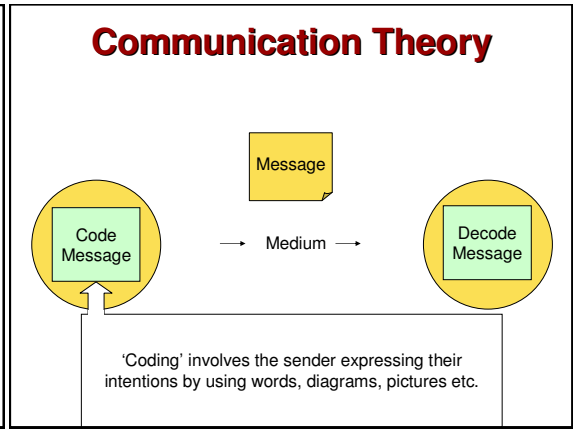 Communication Theory
Message
Code
Message
Medium
Decode
Message
‘Coding’ involves the sender expressing their
intentions by using words, diagrams, pictures etc.